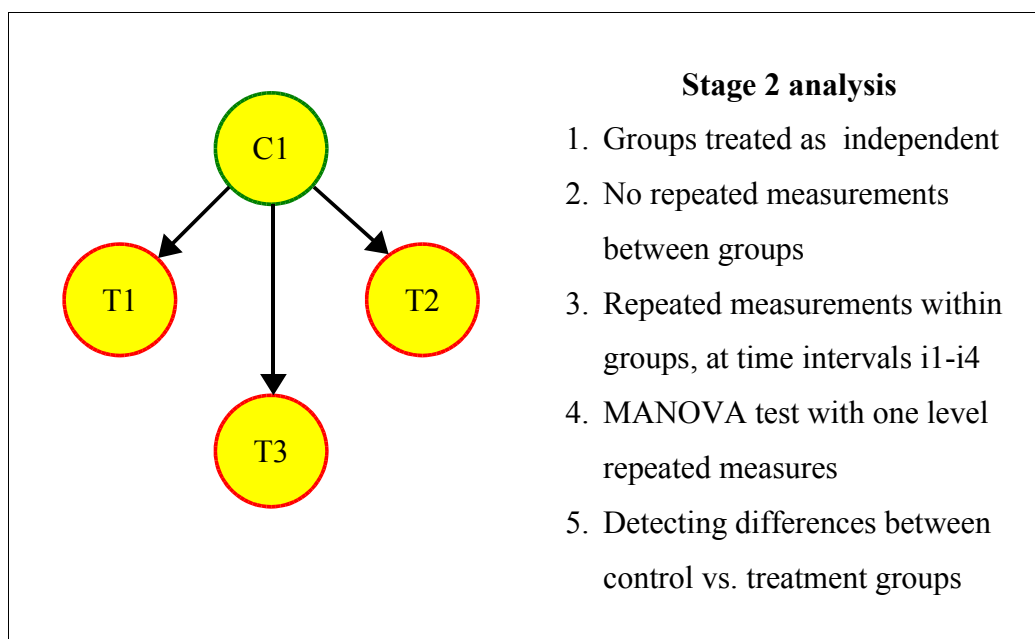 C1
T1
T2
T3
Stage 2 analysis
1. Groups treated as independent
2. No repeated measurements
between groups
3. Repeated measurements within
groups, at time intervals i1-i4
4. MANOVA test with one level
repeated measures
5. Detecting differences between
control vs. treatment groups